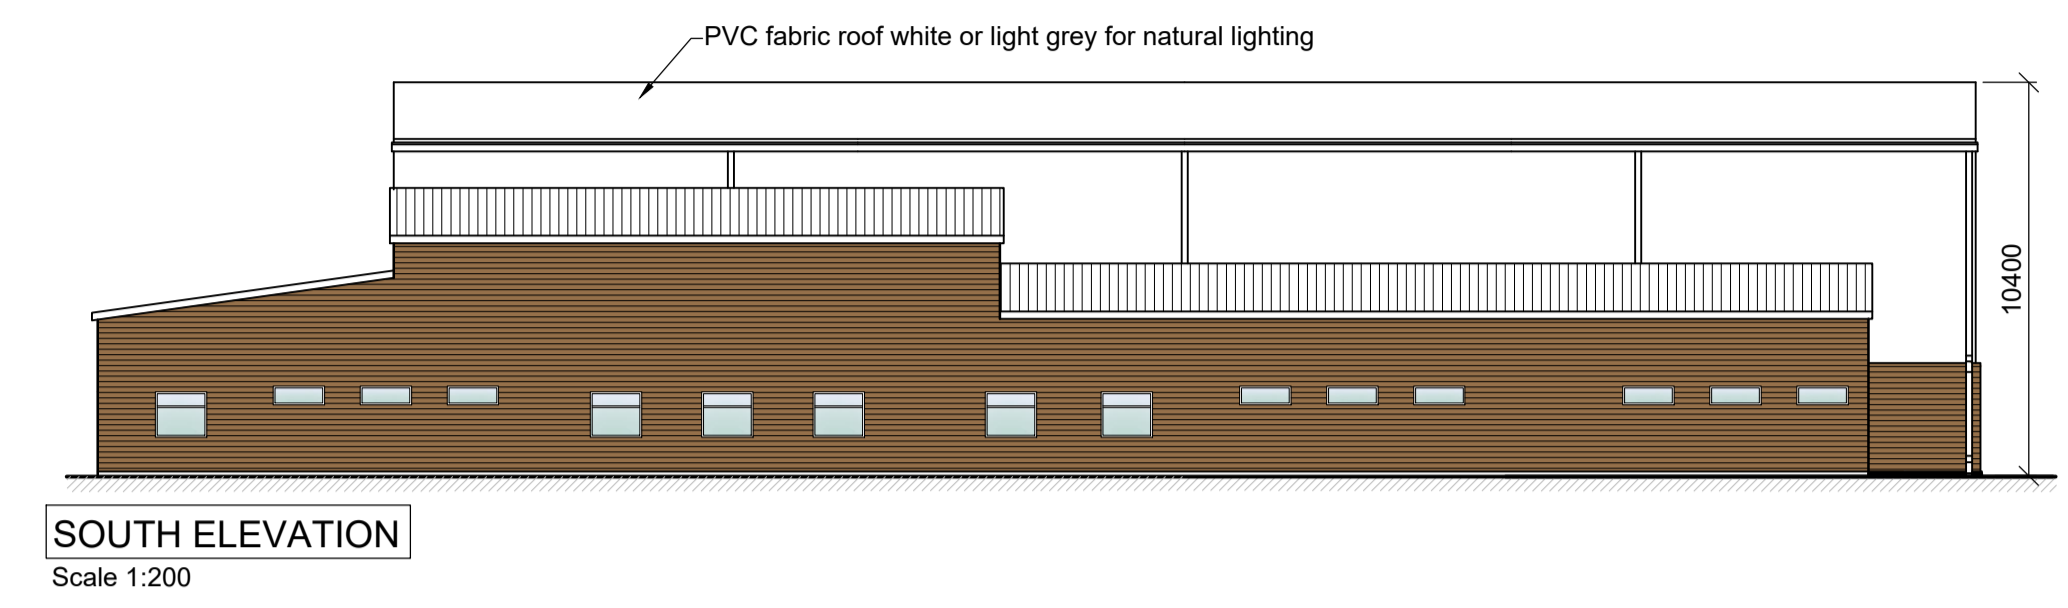 PVC fabric roof white or light grey for natural lighting
10400
SOUTH ELEVATION
Scale 1:200